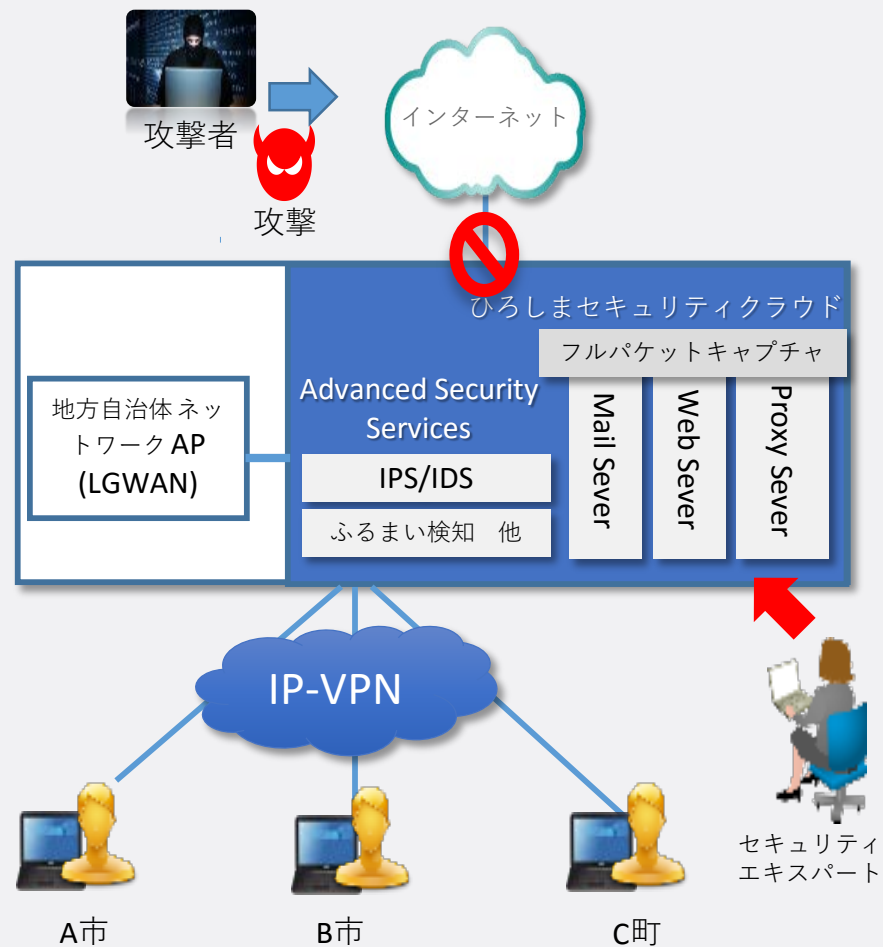 攻撃者
インターネット
攻撃
ひろしまセキュリティクラウド
フルパケットキャプチャ
Advanced Security
Services
IPS/IDS
ふるまい検知　他
Mail Sever
Web Sever
Proxy Sever
地方自治体 ネッ
トワーク AP
(LGWAN)
IP-VPN
セキュリティ
エキスパート
A市
B市
C町